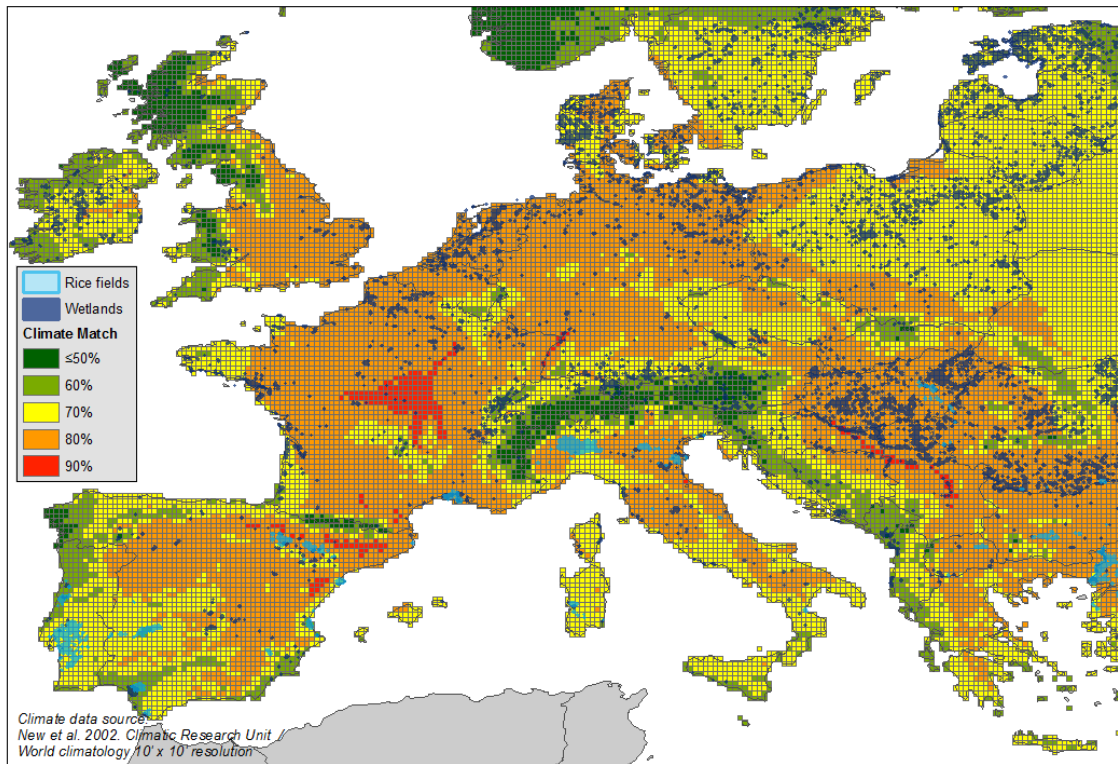 Rice fields
Wetlands
Climate Match
≤50%
60%
70%
80%
90%
Climate data source:
New et al. 2002. Climatic Research Unit
World climatology 10' x 10' resolution